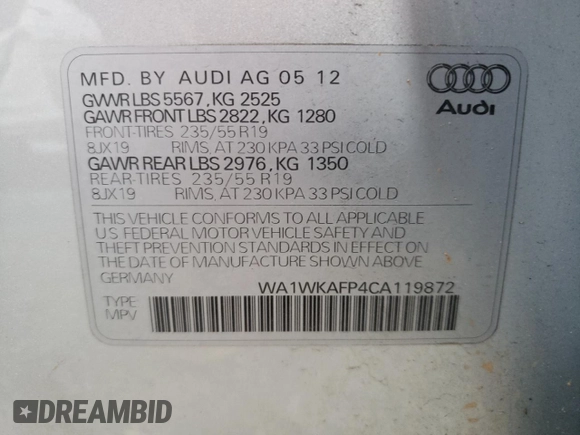 MFD. BY AUDI AG 05 12
GVWR LBS 5567, KG 2525
GAWR FRONT LBS 2822, KG 1280
FRONT-TIRES 235/55 R19
8JX19 RIMS, AT 230 KPA 33 PSI COLD
GAWR REAR LBS 2976, KG 1350
REAR-TIRES 235/55 R19
8JX19 RIMS, AT 230 KPA 33 PSI COLD
Audi
THIS VEHICLE CONFORMS TO ALL APPLICABLE
US FEDERAL MOTOR VEHICLE SAFETY AND
THEFT PREVENTION STANDARDS IN EFFECT ON
THE DATE OF MANUFACTURE SHOWN ABOVE.
GERMANY
WA1WKAFP4CA119872
TYPE
MPV
DREAMBID